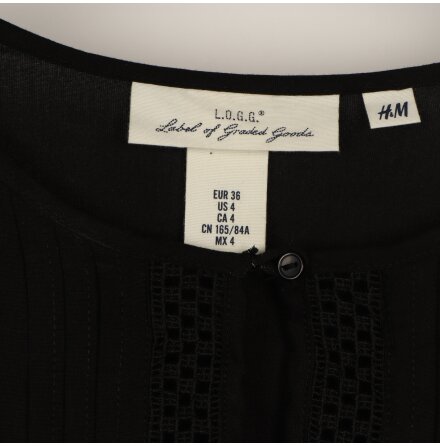 L.O.G.G.®
Label of Graded Goods
H&M
EUR 36
US 4
CA 4
CN 165/84A
MX 4